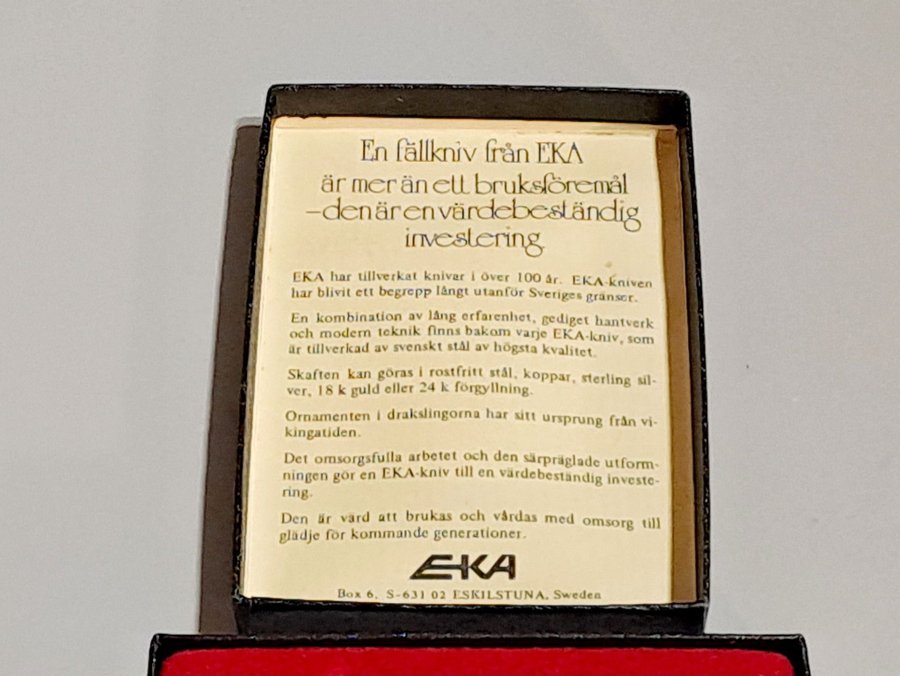 En fällkniv från EKA
är mer än ett bruksföremål
–den är en värdebeständig
investering.
EKA har tillverkat knivar i över 100 år. EKA-kniven
har blivit ett begrepp långt utanför Sveriges gränser.
En kombination av lång erfarenhet, gediget hantverk
och modern teknik finns bakom varje EKA-kniv, som
är tillverkad av svenskt stål av högsta kvalitet.
Skaften kan göras i rostfritt stål, koppar, sterling sil-
ver, 18 k guld eller 24 k förgyllning.
Ornamenten i drakslingorna har sitt ursprung från vi-
kingatiden.
Det omsorgsfulla arbetet och den särpräglade utform-
ningen gör en EKA-kniv till en värdebeständig investe-
ring.
Den är värd att brukas och vårdas med omsorg till
glädje för kommande generationer.
EKA
Box 6, S-631 02 ESKILSTUNA, Sweden